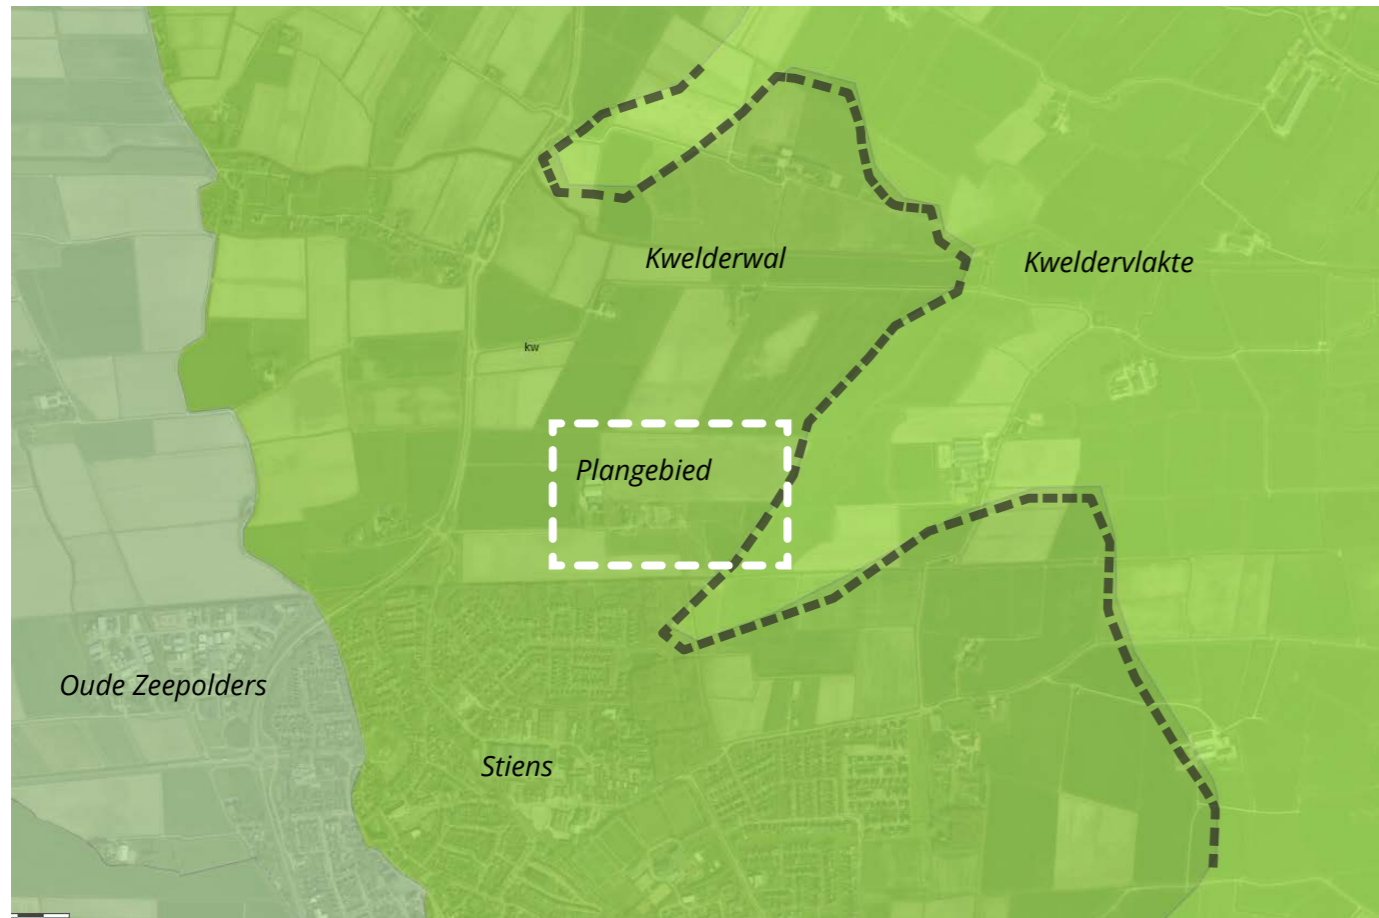 Kwelderwal
Kweldervlakte
kw
Plangebied
Oude Zeepolders
Stiens